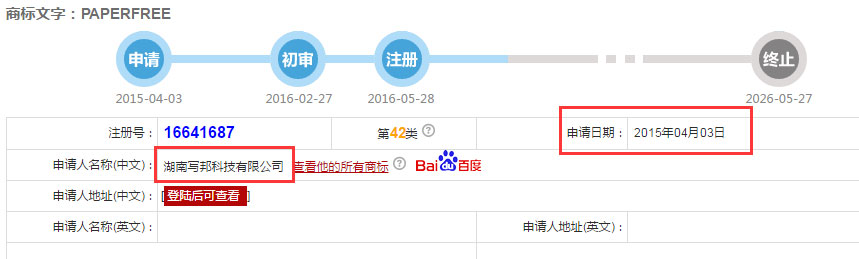 商标文字：PAPERFREE
申请 初审 注册 终止
2015-04-03 2016-02-27 2016-05-28 2026-05-27
注册号： 16641687 第42类 ? 申请日期： 2015年04月03日
申请人名称(中文)： 湖南写邦科技有限公司 查看他的所有商标 ? Bai du 百度
申请人地址(中文)： [登陆后可查看]
申请人名称(英文)： 申请人地址(英文)：